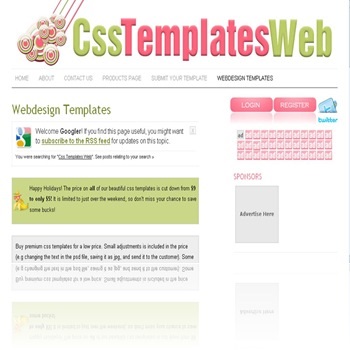 CssTemplatesWeb
HOME ABOUT CONTACT US PRODUCTS PAGE SUBMIT YOUR TEMPLATE WEBDESIGN TEMPLATES
Webdesign Templates
Welcome Googler! If you find this page useful, you might want
to subscribe to the RSS feed for updates on this topic.
You were searching for "Css Templates Web". See posts relating to your search »
Happy Holidays! The price on all of our beautiful css templates is cut down from $9
to only $5! It is limited to just over the weekend, so don't miss your chance to save
some bucks!
Buy premium css templates for a low price. Small adjustments is included in the price
(e.g changing the text in the psd file, saving it as jpg, and send it to the customer). Some
LOGIN REGISTER
twitter
ad
SPONSORS
Advertise Here